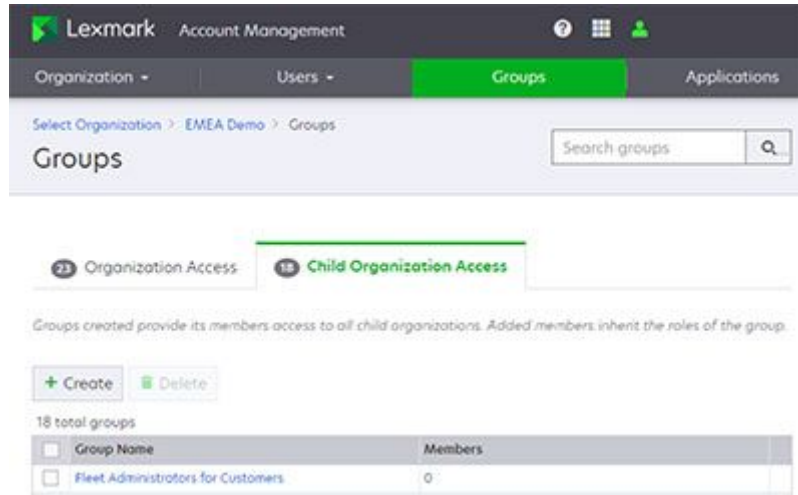 Lexmark Account Management
Organization Users Groups Applications
Select Organization > EMEA Demo > Groups
Groups
Search groups
23 Organization Access 18 Child Organization Access
Groups created provide its members access to all child organizations. Added members inherit the roles of the group.
+ Create Delete
18 total groups
Group Name Members
Fleet Administrators for Customers 0